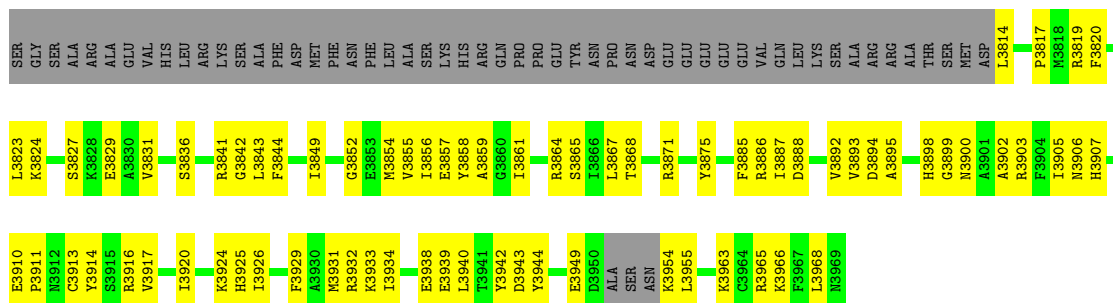 SER GLY SER SER ALA ARG ALA GLU VAL HIS LEU ARG LYS SER ALA PHE ASP MET PHE ASN PHE LEU ALA SER LYS HIS ARG GLN PRO PRO GLU TYR ASN PRO ASN ASP GLU GLU GLU GLU GLU VAL GLN LEU LYS SER ALA ARG ARG ALA THR SER MET ASP L3814 P3817 M3818 R3819 F3820
L3823 K3824 S3827 K3828 E3829 A3830 V3831 S3836 R3841 G3842 L3843 F3844 I3849 G3852 E3853 M3854 V3855 I3856 E3857 Y3858 A3859 G3860 I3861 R3864 S3865 I3866 L3867 T3868 R3871 Y3875 F3885 R3886 I3887 D3888 V3892 V3893 D3894 A3895 H3898 G3899 N3900 A3901 A3902 R3903 F3904 I3905 N3906 H3907
E3910 P3911 N3912 C3913 Y3914 S3915 R3916 V3917 I3920 K3924 H3925 I3926 F3929 A3930 M3931 R3932 K3933 I3934 E3938 E3939 L3940 T3941 Y3942 D3943 Y3944 E3949 D3950 ALA SER ASN K3954 L3955 K3963 C3964 R3965 K3966 F3967 L3968 N3969